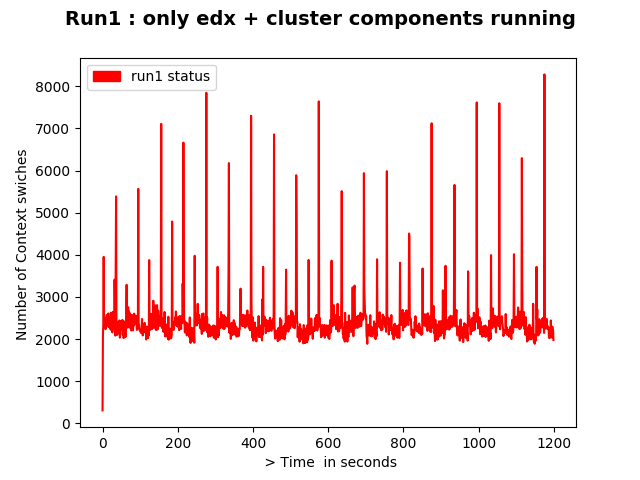 Run1 : only edx + cluster components running
run1 status
8000
7000
6000
5000
4000
3000
2000
1000
0
Number of Context swiches
0 200 400 600 800 1000 1200
> Time  in seconds